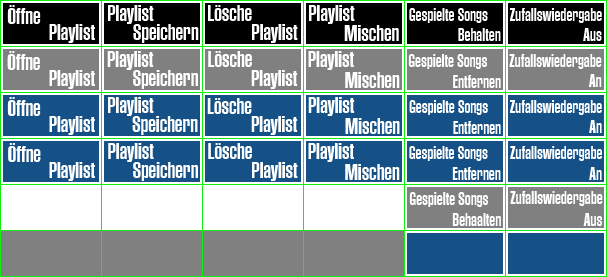 Öffne
Playlist
Playlist
Speichern
Lösche
Playlist
Playlist
Mischen
Gespielte Songs
Behalten
Zufallswiedergabe
Aus
Öffne
Playlist
Playlist
Speichern
Lösche
Playlist
Playlist
Mischen
Gespielte Songs
Entfernen
Zufallswiedergabe
An
Öffne
Playlist
Playlist
Speichern
Lösche
Playlist
Playlist
Mischen
Gespielte Songs
Entfernen
Zufallswiedergabe
An
Öffne
Playlist
Playlist
Speichern
Lösche
Playlist
Playlist
Mischen
Gespielte Songs
Entfernen
Zufallswiedergabe
An
Gespielte Songs
Behaalten
Zufallswiedergabe
Aus